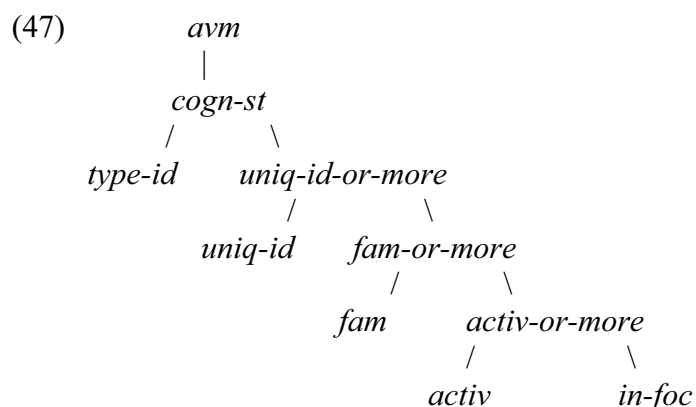 (47) avm
cogn-st
type-id uniq-id-or-more
uniq-id fam-or-more
fam activ-or-more
activ in-foc